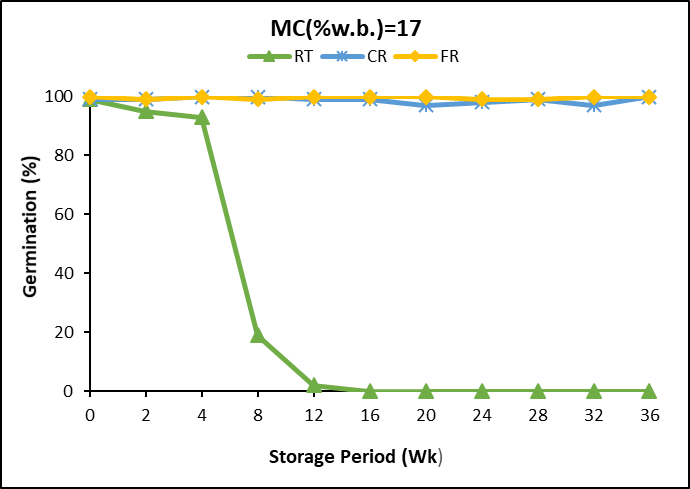 MC(%w.b.)=17
RT CR FR
100
80
60
40
20
0
Germination (%)
0 2 4 8 12 16 20 24 28 32 36
Storage Period (Wk)